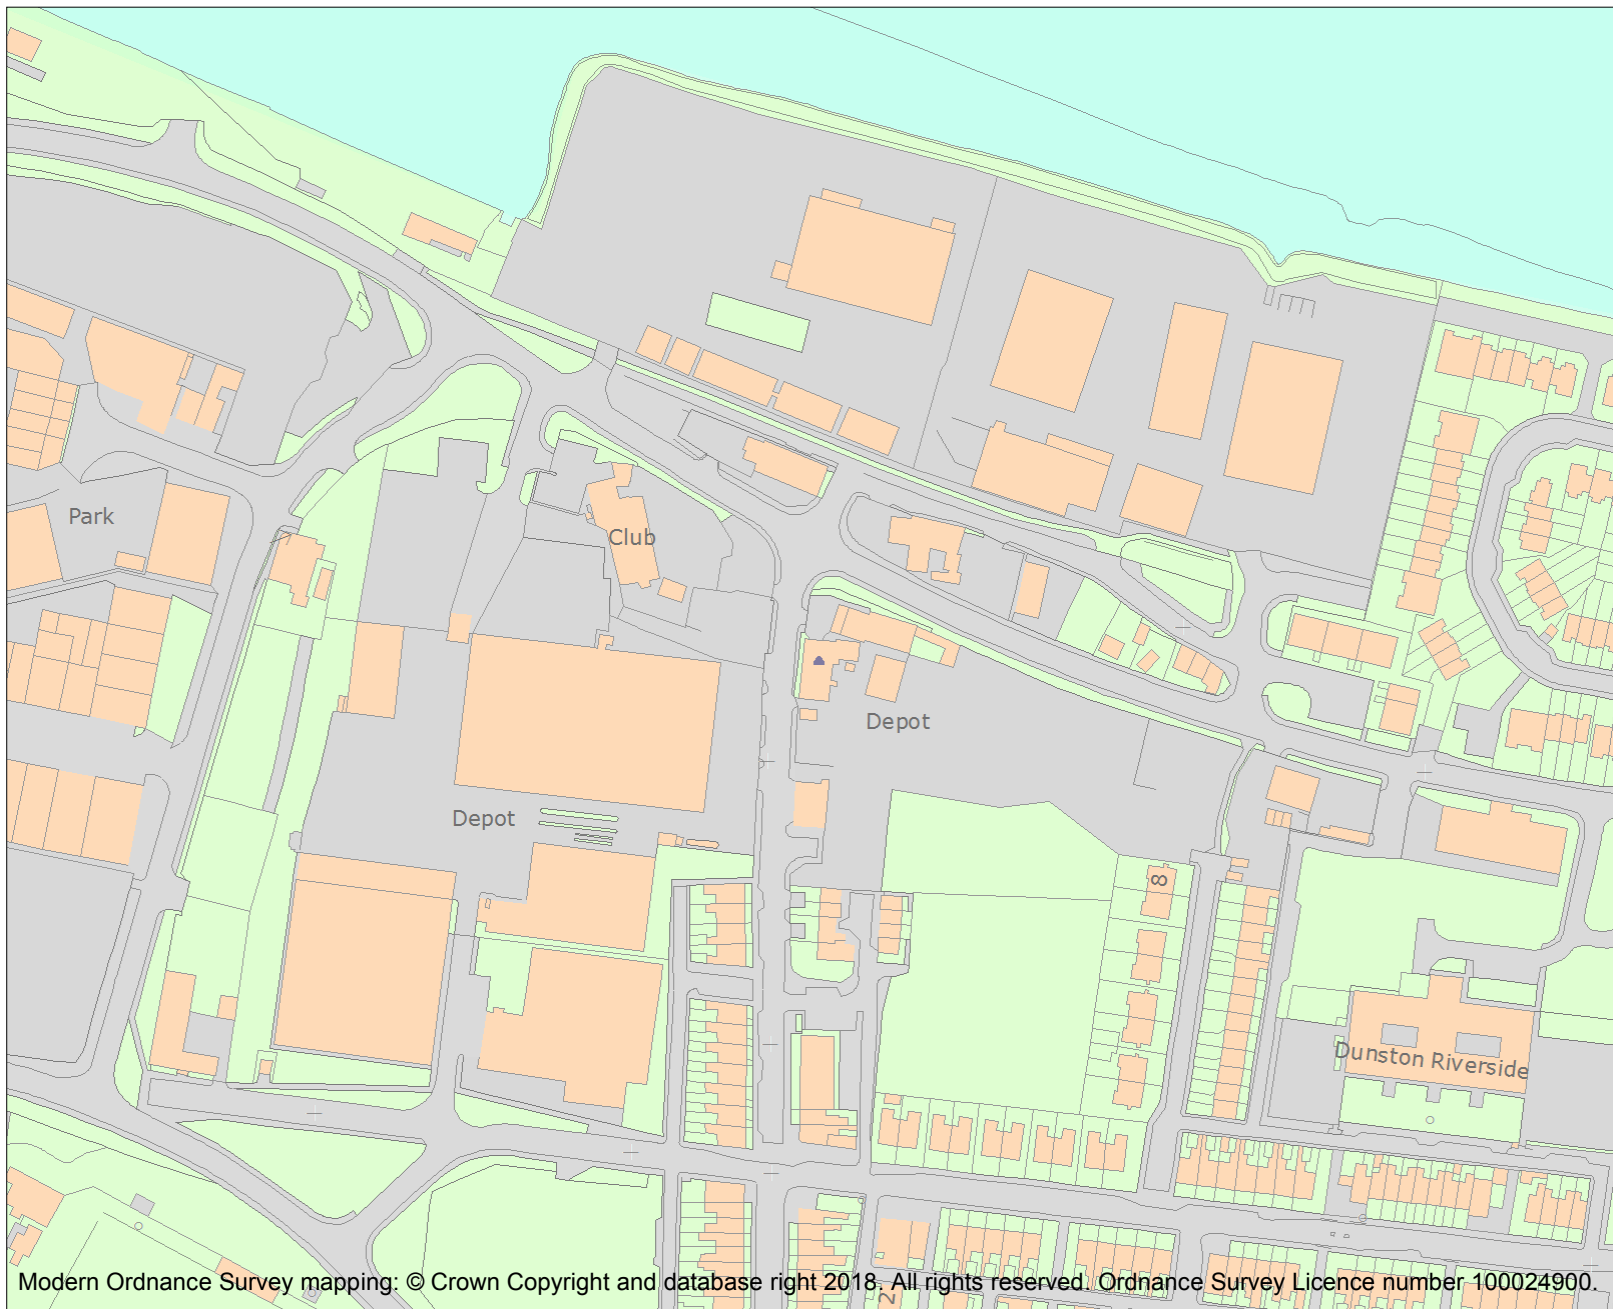 Park
Club
Depot
Depot
8
Dunston Riverside
2
Modern Ordnance Survey mapping: © Crown Copyright and database right 2018. All rights reserved. Ordnance Survey Licence number 100024900.